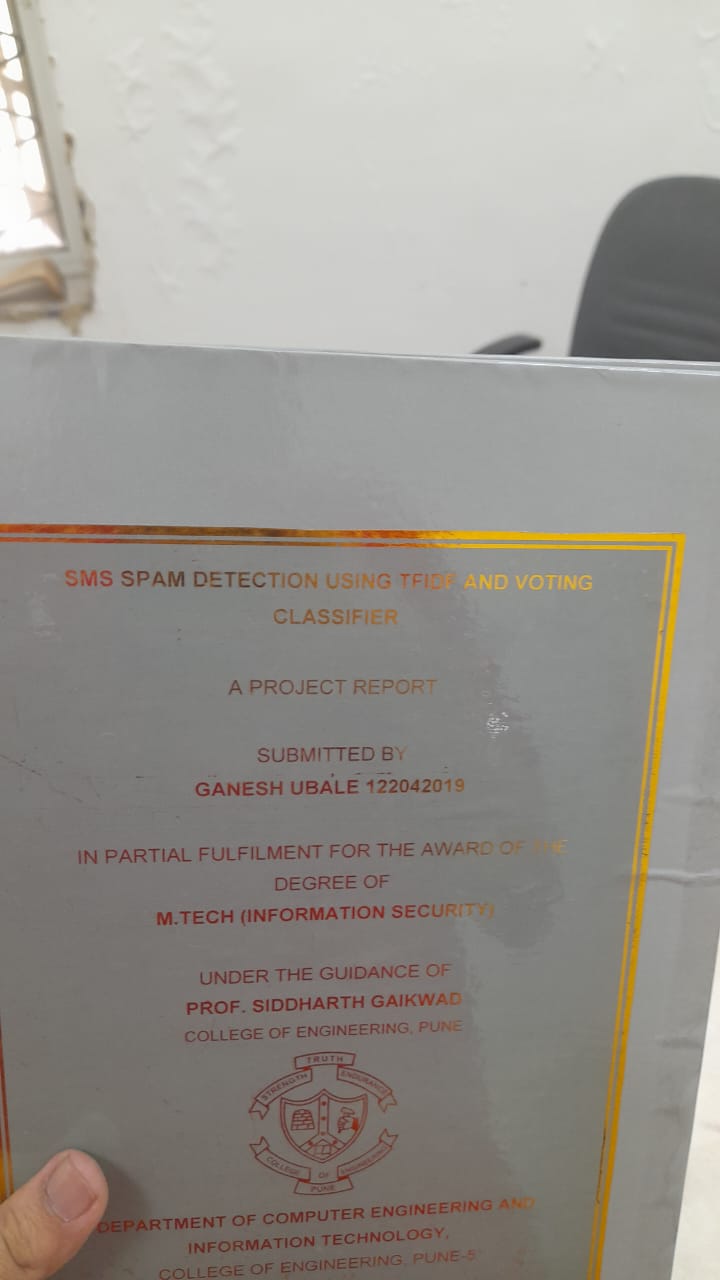 SMS SPAM DETECTION USING TFIDF AND VOTING
CLASSIFIER
A PROJECT REPORT
SUBMITTED BY
GANESH UBALE 122042019
IN PARTIAL FULFILMENT FOR THE AWARD OF THE
DEGREE OF
M.TECH (INFORMATION SECURITY)
UNDER THE GUIDANCE OF
PROF. SIDDHARTH GAIKWAD
COLLEGE OF ENGINEERING, PUNE
TRUTH
STRENGTH
ENDURANCE
COLLEGE OF ENGINEERING
PUNE
DEPARTMENT OF COMPUTER ENGINEERING AND
INFORMATION TECHNOLOGY,
COLLEGE OF ENGINEERING, PUNE-5